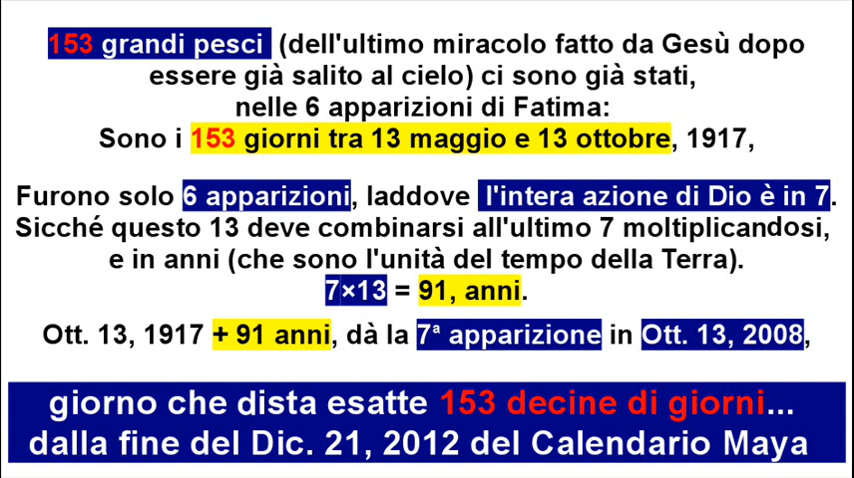 153 grandi pesci (dell'ultimo miracolo fatto da Gesù dopo
essere già salito al cielo) ci sono già stati,
nelle 6 apparizioni di Fatima:
Sono i 153 giorni tra 13 maggio e 13 ottobre, 1917,
Furono solo 6 apparizioni, laddove l'intera azione di Dio è in 7.
Sicché questo 13 deve combinarsi all'ultimo 7 moltiplicandosi,
e in anni (che sono l'unità del tempo della Terra).
7×13 = 91, anni.
Ott. 13, 1917 + 91 anni, dà la 7ª apparizione in Ott. 13, 2008,
giorno che dista esatte 153 decine di giorni...
dalla fine del Dic. 21, 2012 del Calendario Maya